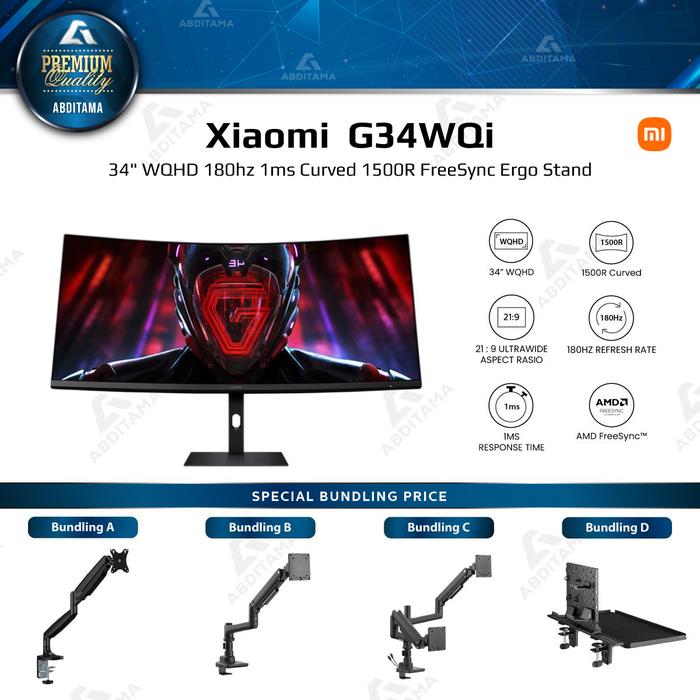 ABDITAMA
ABDITAMA
PREMIUM
Quality
ABDITAMA
Xiaomi G34WQi
34" WQHD 180hz 1ms Curved 1500R FreeSync Ergo Stand
WQHD
34" WQHD
1500R
1500R Curved
21:9
21 : 9 ULTRAWIDE
ASPECT RASIO
180Hz
180HZ REFRESH RATE
1ms
1MS
RESPONSE TIME
AMD
FREESYNC
AMD FreeSync™
SPECIAL BUNDLING PRICE
Bundling A
Bundling B
Bundling C
Bundling D